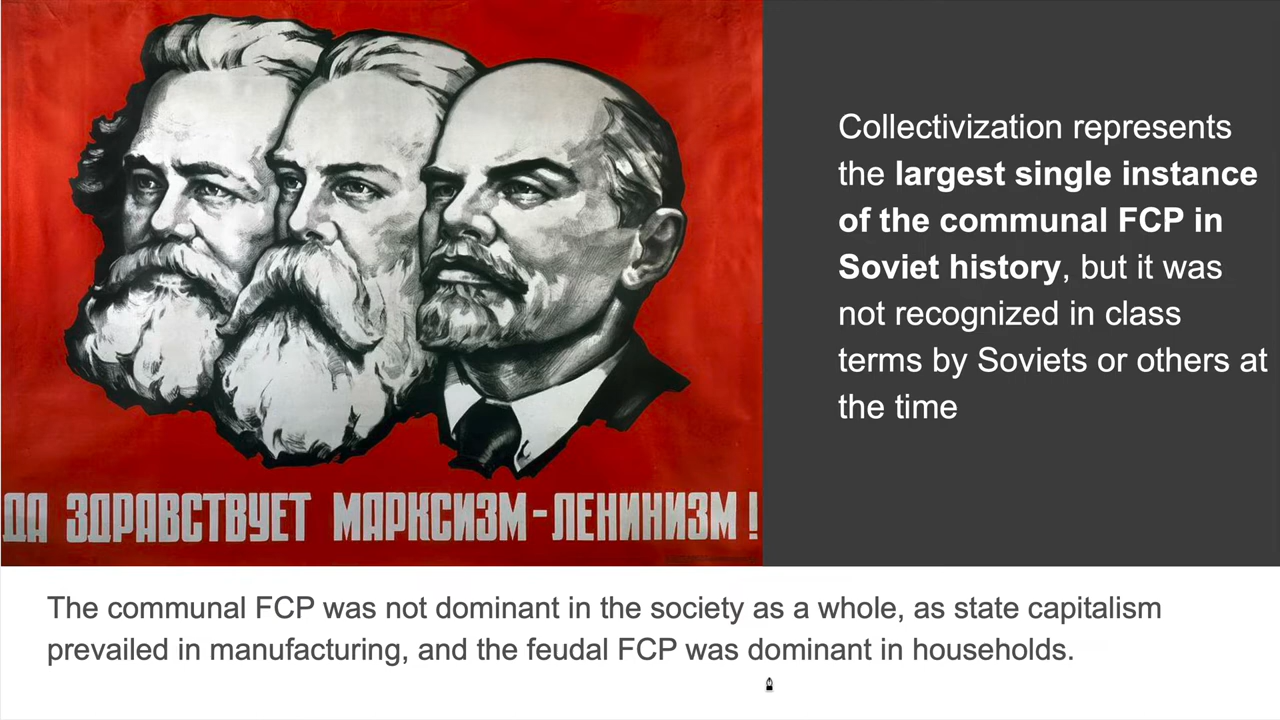 ДА ЗДРАВСТВУЕТ МАРКСИЗМ-ЛЕНИНИЗМ!
Collectivization represents
the largest single instance
of the communal FCP in
Soviet history, but it was
not recognized in class
terms by Soviets or others at
the time
The communal FCP was not dominant in the society as a whole, as state capitalism
prevailed in manufacturing, and the feudal FCP was dominant in households.